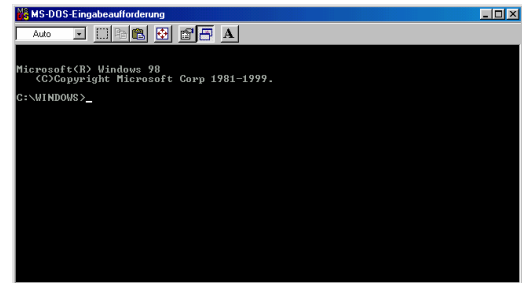 MS-DOS-Eingabeaufforderung
Auto
A
Microsoft(R) Windows 98
(C)Copyright Microsoft Corp 1981-1999.
C:\WINDOWS>_